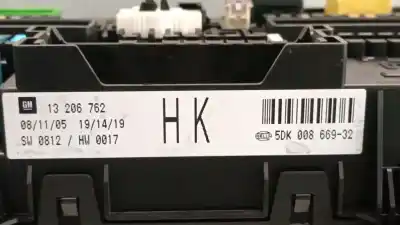 GM 13 206 762
08/11/05 19/14/19
SW 0812 / HW 0017
HK
HELLA 5DK 008 669-32